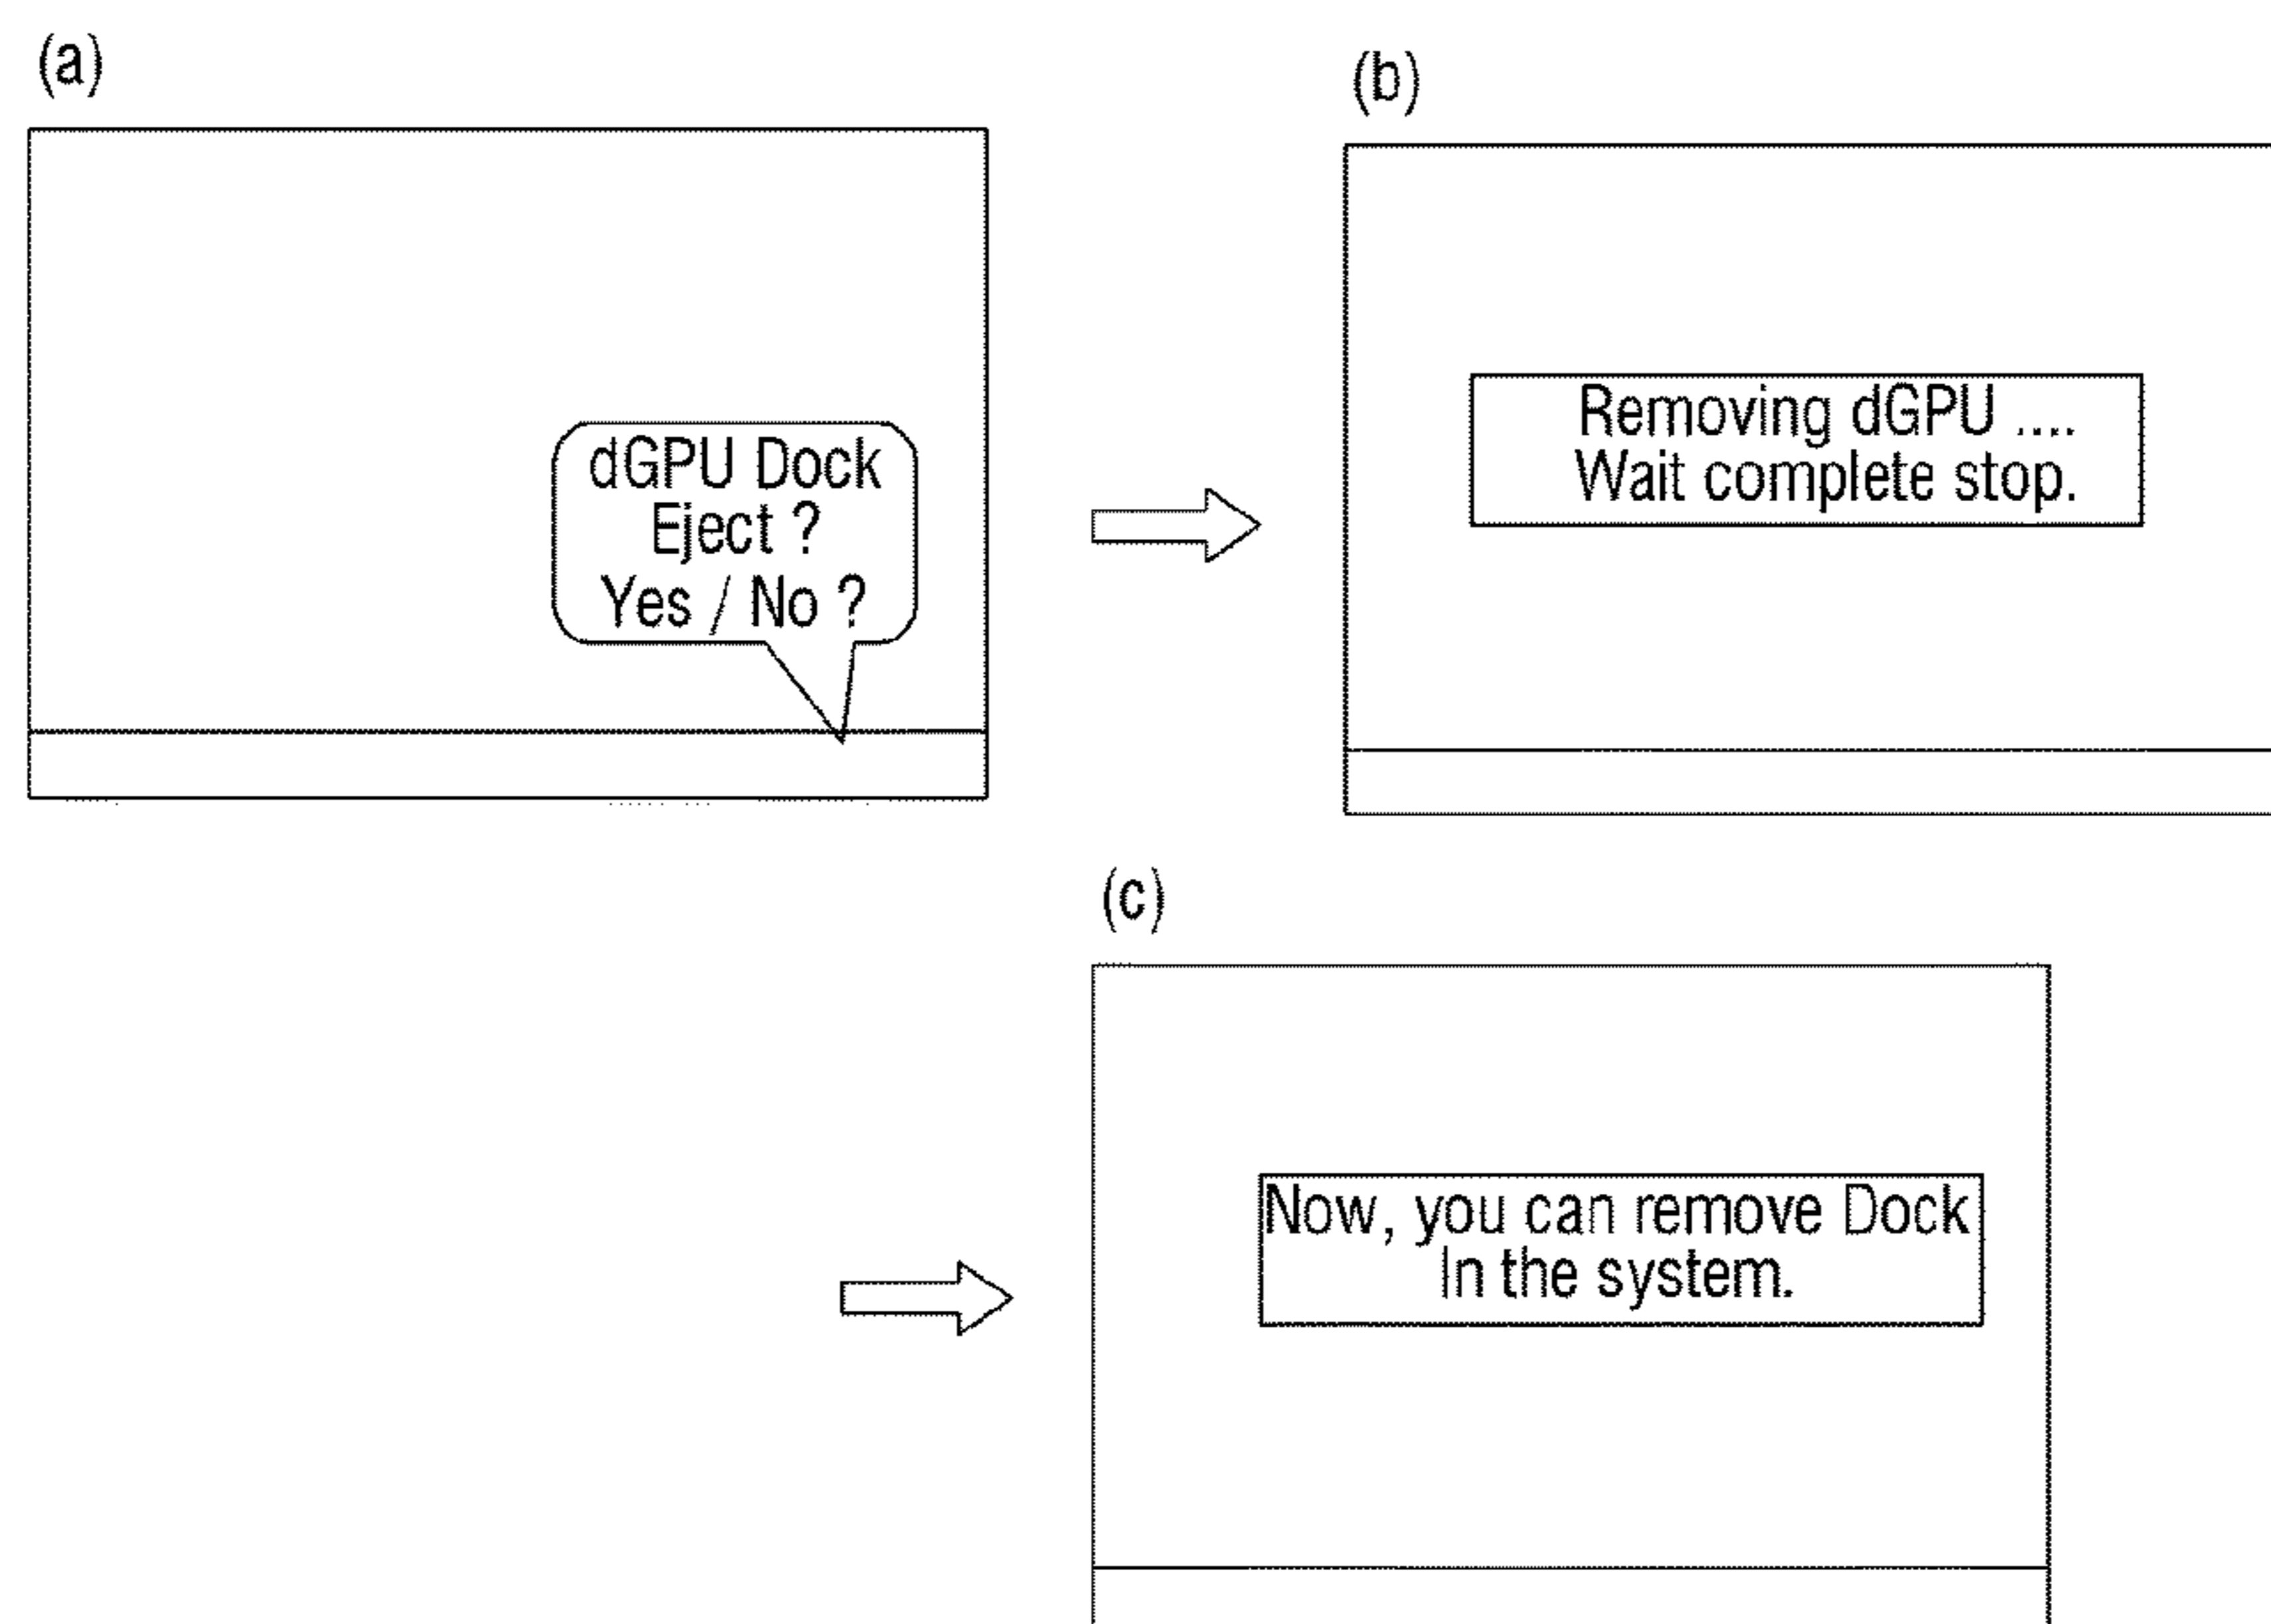 (a)
dGPU Dock
Eject ?
Yes / No ?
(b)
Removing dGPU ....
Wait complete stop.
(c)
Now, you can remove Dock
In the system.